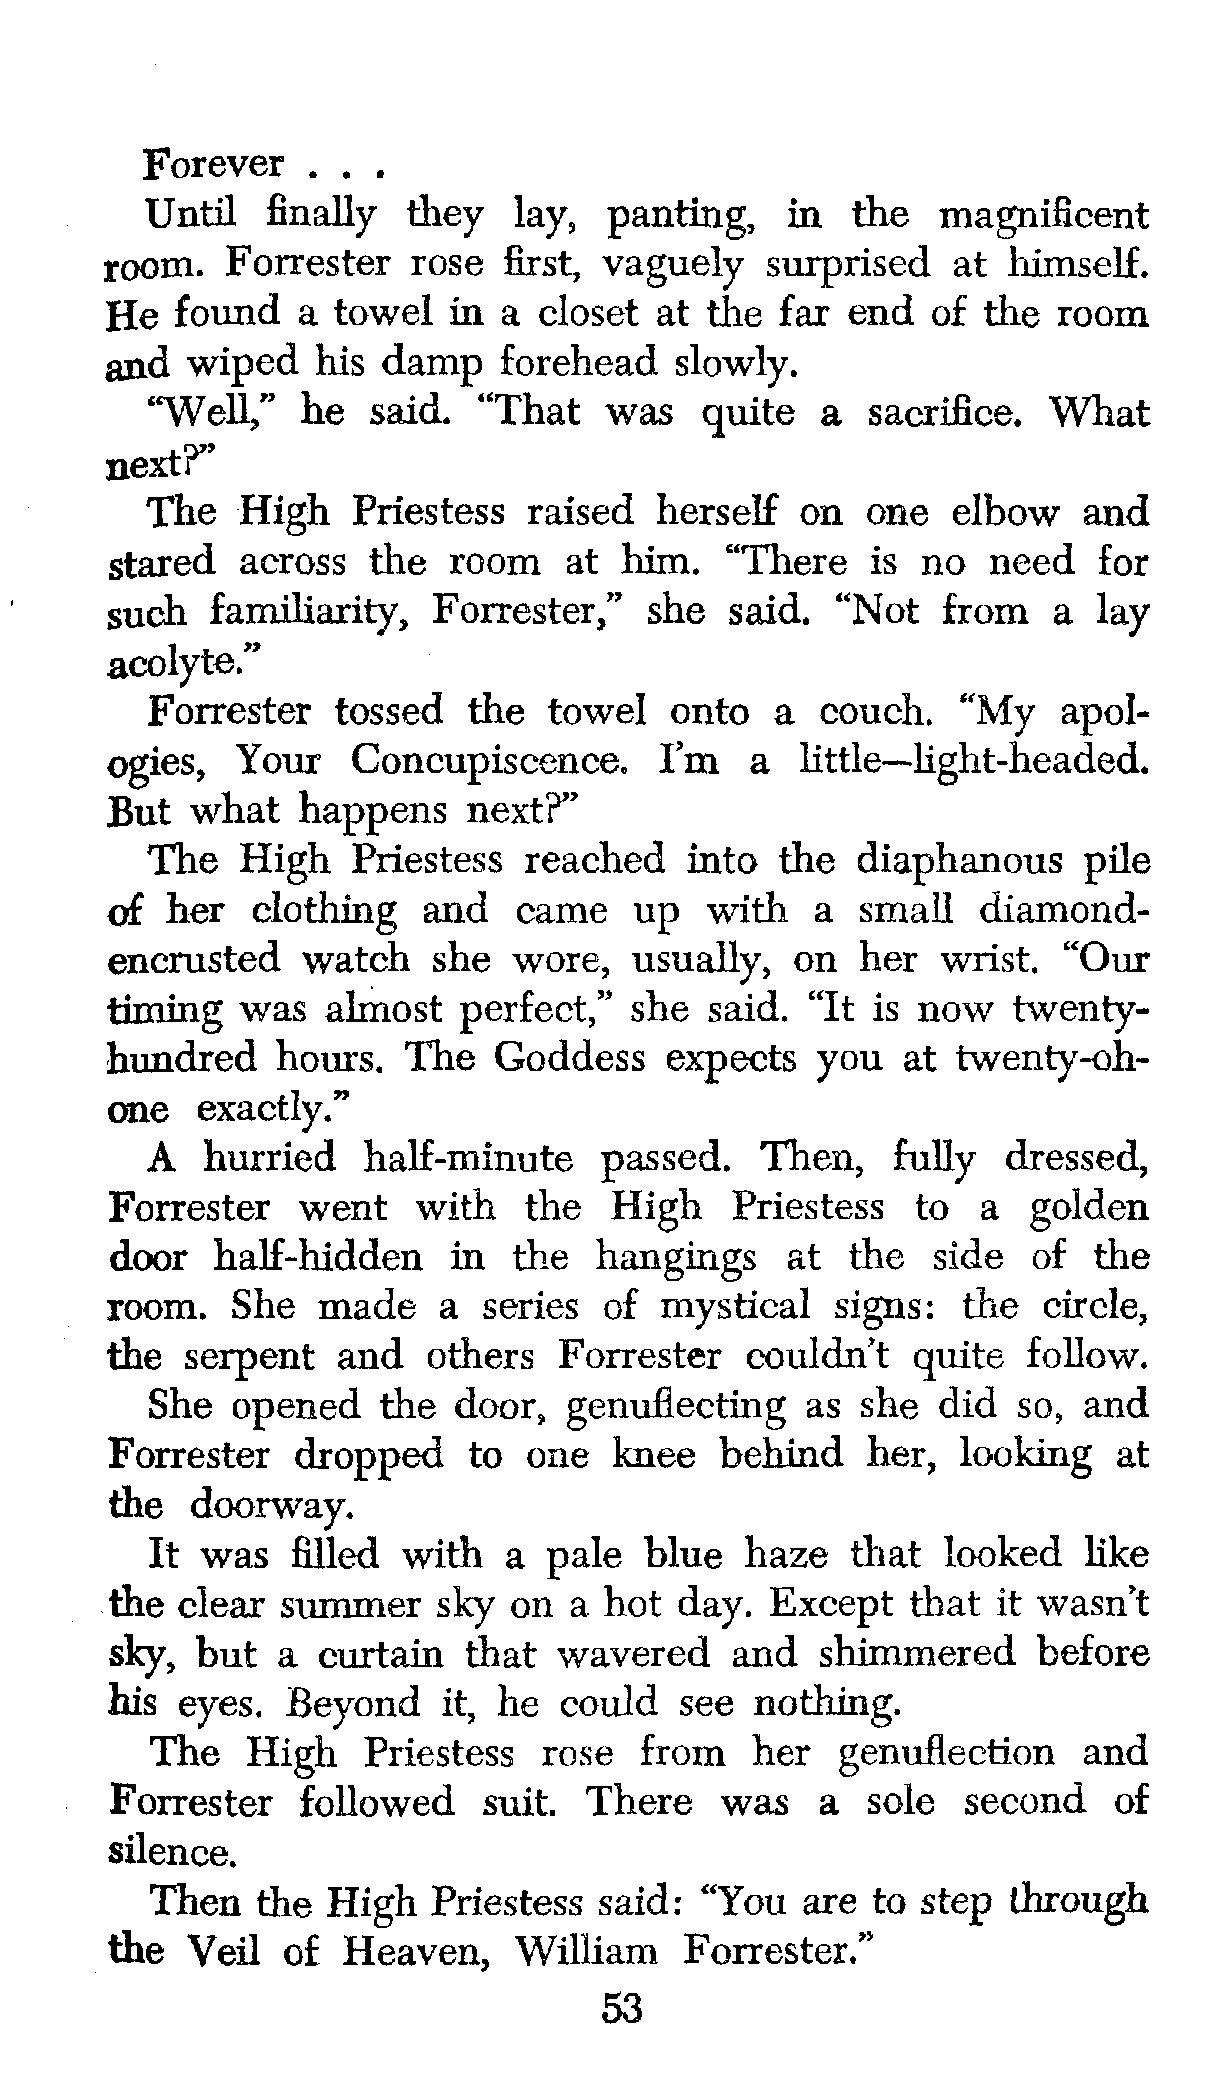 Forever . . .
Until finally they lay, panting, in the magnificent
room. Forrester rose first, vaguely surprised at himself.
He found a towel in a closet at the far end of the room
and wiped his damp forehead slowly.
“Well,” he said. “That was quite a sacrifice. What
next?”
The High Priestess raised herself on one elbow and
stared across the room at him. “There is no need for
such familiarity, Forrester,” she said. “Not from a lay
acolyte.”
Forrester tossed the towel onto a couch. “My apol-
ogies, Your Concupiscence. I’m a little—light-headed.
But what happens next?”
The High Priestess reached into the diaphanous pile
of her clothing and came up with a small diamond-
encrusted watch she wore, usually, on her wrist. “Our
timing was almost perfect,” she said. “It is now twenty-
hundred hours. The Goddess expects you at twenty-oh-
one exactly.”
A hurried half-minute passed. Then, fully dressed,
Forrester went with the High Priestess to a golden
door half-hidden in the hangings at the side of the
room. She made a series of mystical signs: the circle,
the serpent and others Forrester couldn’t quite follow.
She opened the door, genuflecting as she did so, and
Forrester dropped to one knee behind her, looking at
the doorway.
It was filled with a pale blue haze that looked like
the clear summer sky on a hot day. Except that it wasn’t
sky, but a curtain that wavered and shimmered before
his eyes. Beyond it, he could see nothing.
The High Priestess rose from her genuflection and
Forrester followed suit. There was a sole second of
silence.
Then the High Priestess said: “You are to step through
the Veil of Heaven, William Forrester.”
53